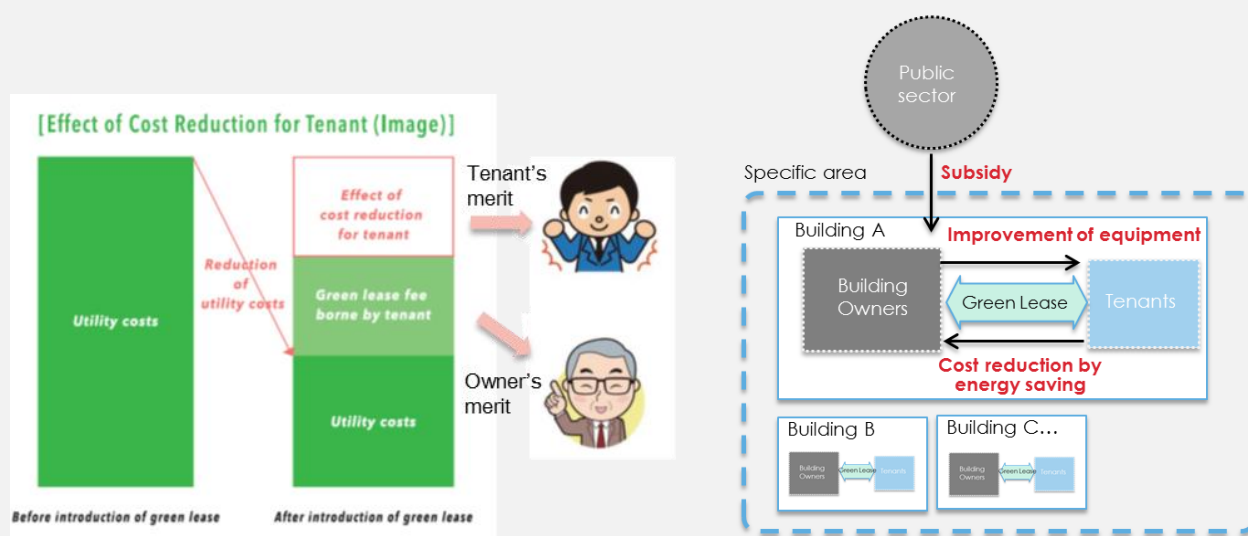 [Effect of Cost Reduction for Tenant (Image)]
Utility costs
Reduction
of
utility costs
Effect of
cost reduction
for tenant
Green lease fee
borne by tenant
Utility costs
Before introduction of green lease
After introduction of green lease
Tenant's
merit
Owner's
merit
Public
sector
Specific area
Subsidy
Building A
Improvement of equipment
Building
Owners
Green Lease
Tenants
Cost reduction by
energy saving
Building B
Building
Owners
Green Lease
Tenants
Building C...
Building
Owners
Green Lease
Tenants